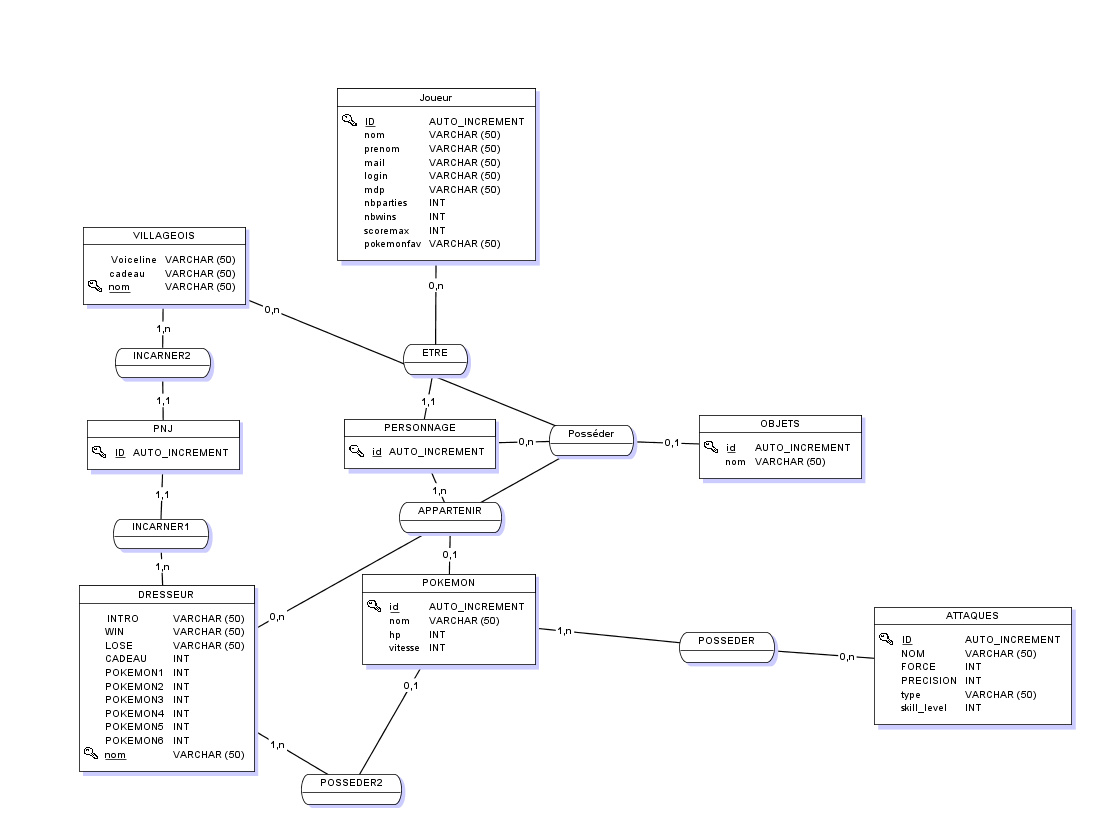 Joueur
ID AUTO_INCREMENT
nom VARCHAR (50)
prenom VARCHAR (50)
mail VARCHAR (50)
login VARCHAR (50)
mdp VARCHAR (50)
nbparties INT
nbwins INT
scoremax INT
pokemonfav VARCHAR (50)
VILLAGEOIS
Voiceline VARCHAR (50)
cadeau VARCHAR (50)
nom VARCHAR (50)
0,n
0,n
1,n
INCARNER2
ETRE
1,1
1,1
PNJ
ID AUTO_INCREMENT
PERSONNAGE
id AUTO_INCREMENT
0,n
Posséder
0,1
OBJETS
id AUTO_INCREMENT
nom VARCHAR (50)
1,1
1,n
INCARNER1
APPARTENIR
1,n
0,1
0,n
DRESSEUR
INTRO VARCHAR (50)
WIN VARCHAR (50)
LOSE VARCHAR (50)
CADEAU INT
POKEMON1 INT
POKEMON2 INT
POKEMON3 INT
POKEMON4 INT
POKEMON5 INT
POKEMON6 INT
nom VARCHAR (50)
POKEMON
id AUTO_INCREMENT
nom VARCHAR (50)
hp INT
vitesse INT
1,n
POSSEDER
0,n
ATTAQUES
ID AUTO_INCREMENT
NOM VARCHAR (50)
FORCE INT
PRECISION INT
type VARCHAR (50)
skill_level INT
0,1
1,n
POSSEDER2